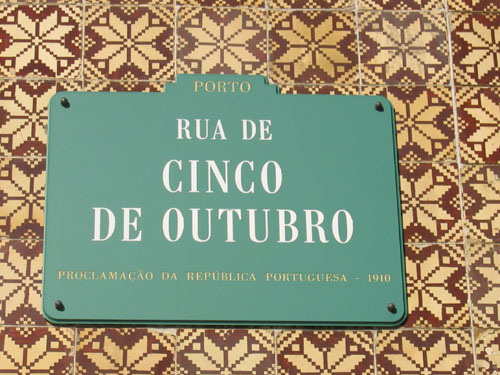 PORTO
RUA DE
CINCO
DE OUTUBRO
PROCLAMAÇÃO DA REPÚBLICA PORTUGUESA - 1910